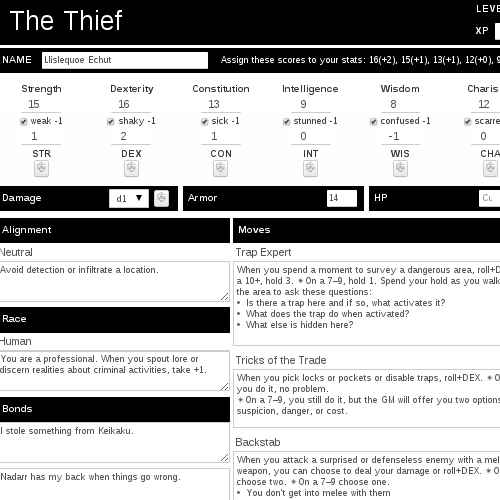 The Thief
LEVE
XP
NAME Llislequoe Echut Assign these scores to your stats: 16(+2), 15(+1), 13(+1), 12(+0), 9
Strength Dexterity Constitution Intelligence Wisdom Charis
15 16 13 9 8 12
weak -1 shaky -1 sick -1 stunned -1 confused -1 scarre
1 2 1 0 -1 0
STR DEX CON INT WIS CHA
Damage d1 Armor 14 HP Cu
Alignment
Neutral
Avoid detection or infiltrate a location.
Race
Human
You are a professional. When you spout lore or
discern realities about criminal activities, take +1.
Bonds
I stole something from Keikaku.
Nadarr has my back when things go wrong.
Moves
Trap Expert
When you spend a moment to survey a dangerous area, roll+D
a 10+, hold 3. ✴On a 7–9, hold 1. Spend your hold as you walk
the area to ask these questions:
• Is there a trap here and if so, what activates it?
• What does the trap do when activated?
• What else is hidden here?
Tricks of the Trade
When you pick locks or pockets or disable traps, roll+DEX. ✴O
you do it, no problem.
✴On a 7–9, you still do it, but the GM will offer you two options
suspicion, danger, or cost.
Backstab
When you attack a surprised or defenseless enemy with a mel
weapon, you can choose to deal your damage or roll+DEX. ✴O
choose two. ✴On a 7–9 choose one.
• You don't get into melee with them